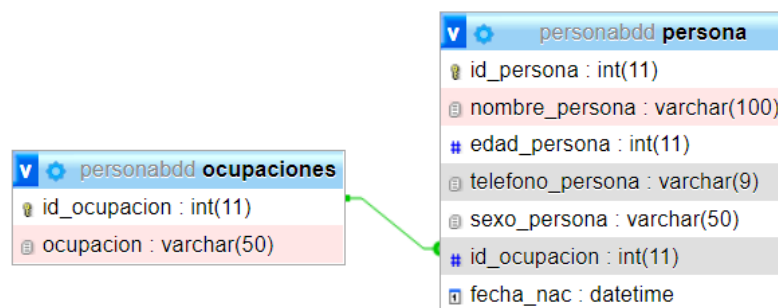 personabdd ocupaciones
id_ocupacion : int(11)
ocupacion : varchar(50)
personabdd persona
id_persona : int(11)
nombre_persona : varchar(100)
# edad_persona : int(11)
telefono_persona : varchar(9)
sexo_persona : varchar(50)
# id_ocupacion : int(11)
fecha_nac : datetime